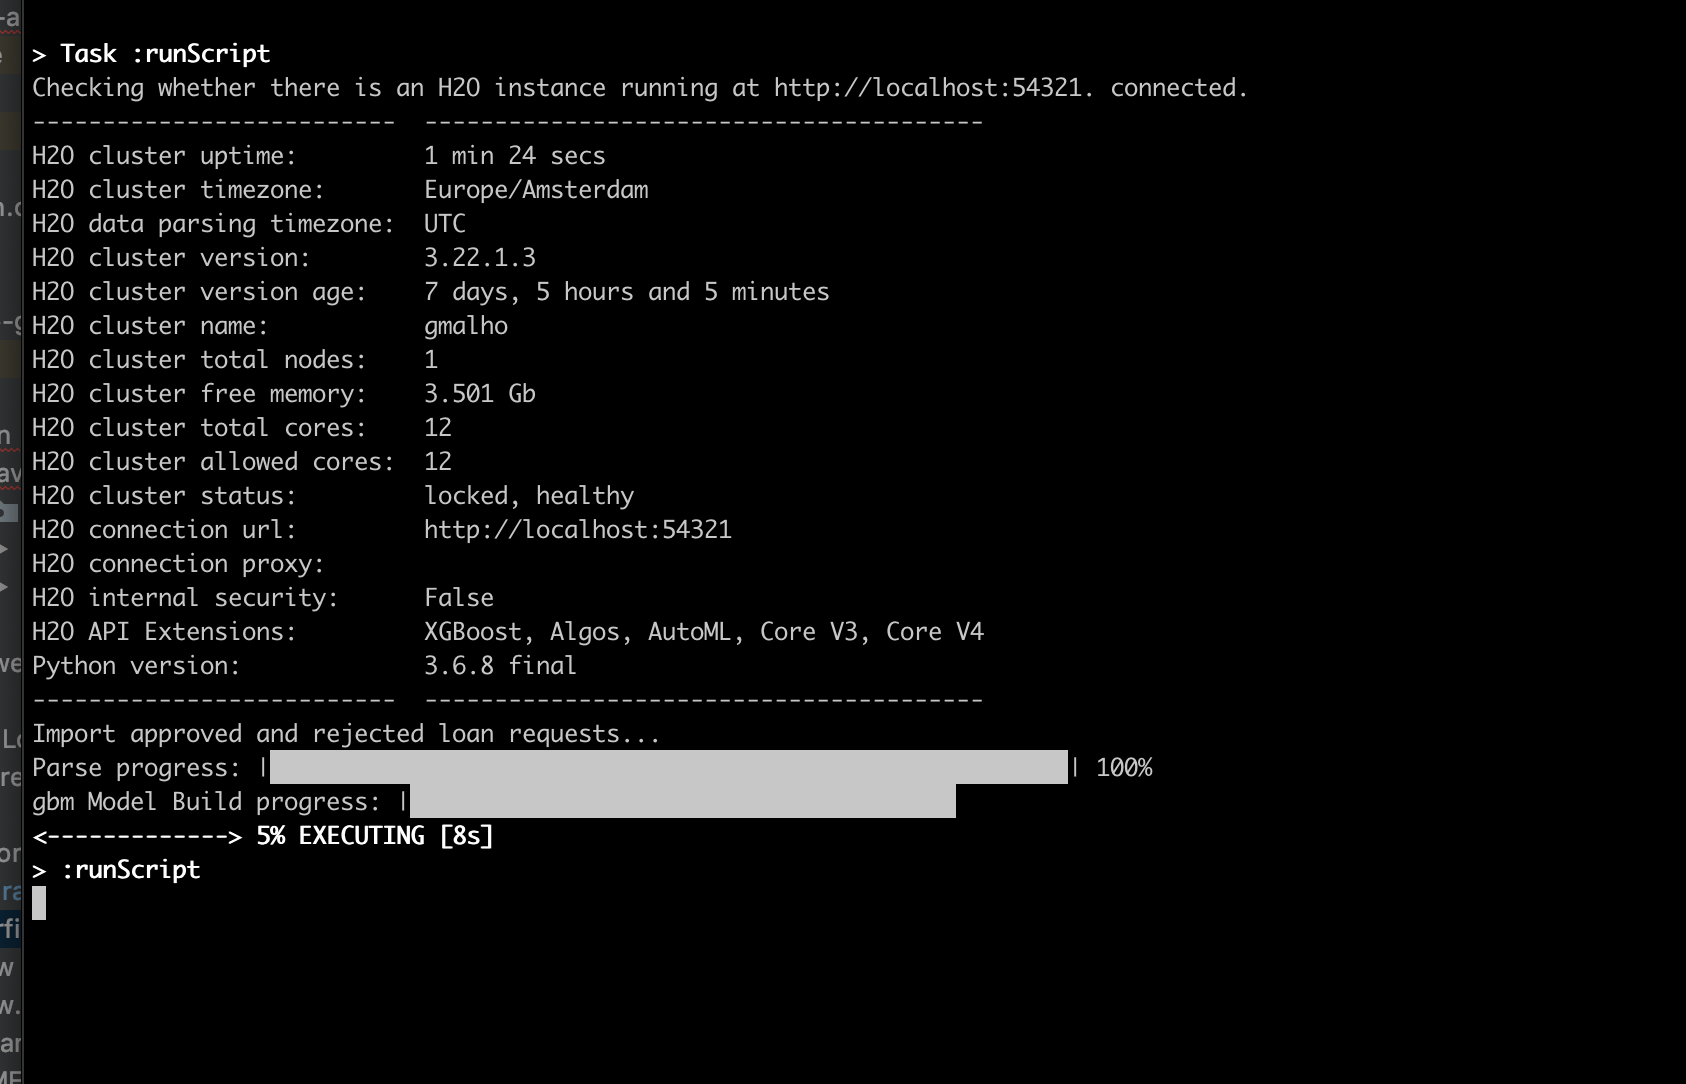 > Task :runScript
Checking whether there is an H2O instance running at http://localhost:54321. connected.
--------------------------  ----------------------------------------
H2O cluster uptime:         1 min 24 secs
H2O cluster timezone:       Europe/Amsterdam
H2O data parsing timezone:  UTC
H2O cluster version:        3.22.1.3
H2O cluster version age:    7 days, 5 hours and 5 minutes
H2O cluster name:           gmalho
H2O cluster total nodes:    1
H2O cluster free memory:    3.501 Gb
H2O cluster total cores:    12
H2O cluster allowed cores:  12
H2O cluster status:         locked, healthy
H2O connection url:         http://localhost:54321
H2O connection proxy:
H2O internal security:      False
H2O API Extensions:         XGBoost, Algos, AutoML, Core V3, Core V4
Python version:             3.6.8 final
--------------------------  ----------------------------------------
Import approved and rejected loan requests...
Parse progress: || 100%
gbm Model Build progress: |
<-------------> 5% EXECUTING [8s]
> :runScript